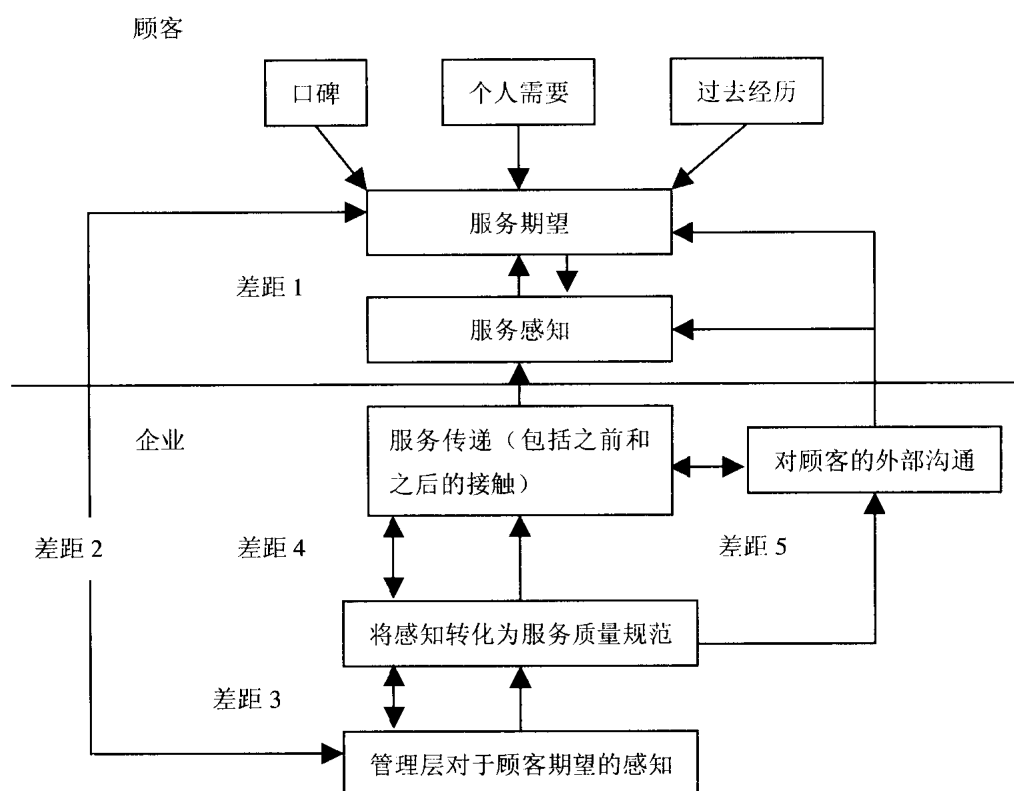 顾客
口碑
个人需要
过去经历
服务期望
差距 1
服务感知
企业
服务传递（包括之前和
之后的接触）
对顾客的外部沟通
差距 2
差距 4
差距 5
将感知转化为服务质量规范
差距 3
管理层对于顾客期望的感知